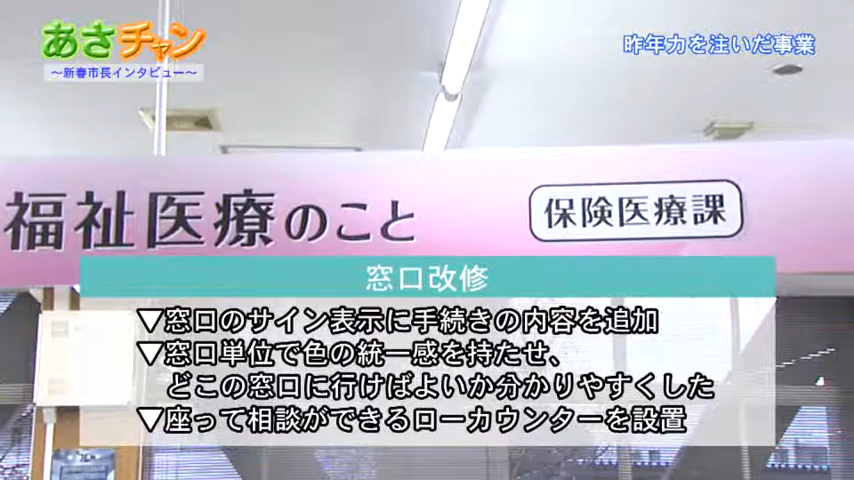 あさチャン
～新春市長インタビュー～
昨年力を注いだ事業
福祉医療のこと
保険医療課
窓口改修
▼窓口のサイン表示に手続きの内容を追加
▼窓口単位で色の統一感を持たせ、
どこの窓口に行けばよいか分かりやすくした
▼座って相談ができるローカウンターを設置